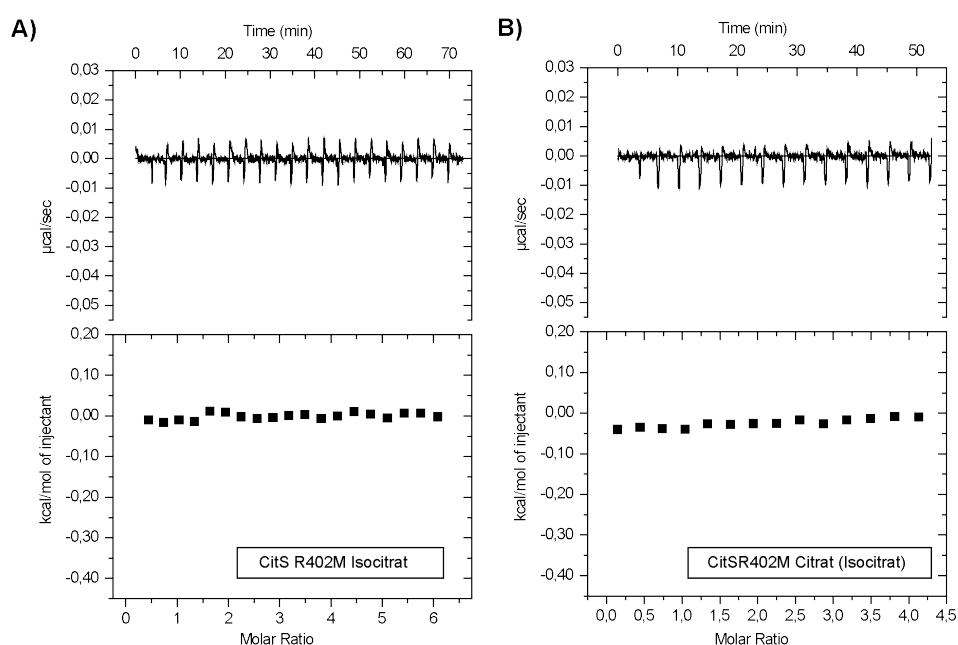 A)
Time (min)
0 10 20 30 40 50 60 70
0,03
0,02
0,01
0,00
-0,01
-0,02
-0,03
-0,04
-0,05
µcal/sec
0,20
0,10
0,00
-0,10
-0,20
-0,30
-0,40
kcal/mol of injectant
CitS R402M Isocitrat
0 1 2 3 4 5 6
Molar Ratio
B)
Time (min)
0 10 20 30 40 50
0,03
0,02
0,01
0,00
-0,01
-0,02
-0,03
-0,04
-0,05
µcal/sec
0,20
0,10
0,00
-0,10
-0,20
-0,30
-0,40
kcal/mol of injectant
CitSR402M Citrat (Isocitrat)
0,0 0,5 1,0 1,5 2,0 2,5 3,0 3,5 4,0 4,5
Molar Ratio